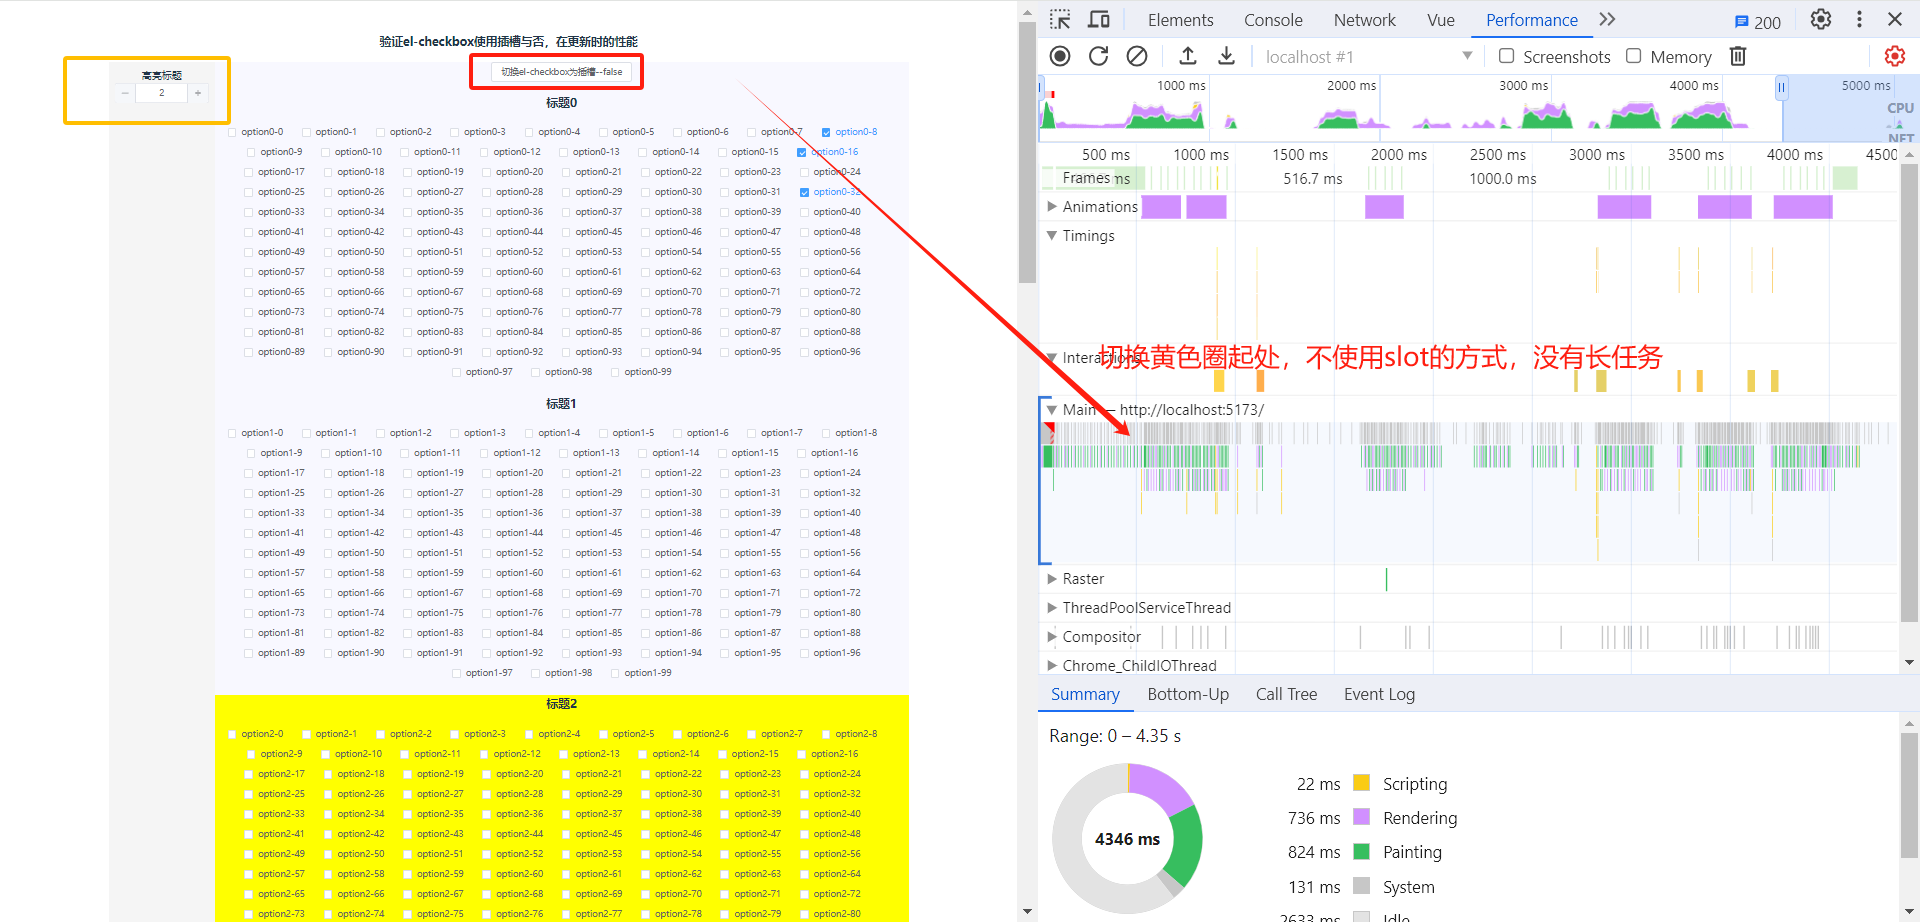 验证el-checkbox使用插槽与否，在更新时的性能
高亮标题
− 2 +
切换el-checkbox为插槽--false
标题0
option0-0 option0-1 option0-2 option0-3 option0-4 option0-5 option0-6 option0-7 option0-8
option0-9 option0-10 option0-11 option0-12 option0-13 option0-14 option0-15 option0-16
option0-17 option0-18 option0-19 option0-20 option0-21 option0-22 option0-23 option0-24
option0-25 option0-26 option0-27 option0-28 option0-29 option0-30 option0-31 option0-32
option0-33 option0-34 option0-35 option0-36 option0-37 option0-38 option0-39 option0-40
option0-41 option0-42 option0-43 option0-44 option0-45 option0-46 option0-47 option0-48
option0-49 option0-50 option0-51 option0-52 option0-53 option0-54 option0-55 option0-56
option0-57 option0-58 option0-59 option0-60 option0-61 option0-62 option0-63 option0-64
option0-65 option0-66 option0-67 option0-68 option0-69 option0-70 option0-71 option0-72
option0-73 option0-74 option0-75 option0-76 option0-77 option0-78 option0-79 option0-80
option0-81 option0-82 option0-83 option0-84 option0-85 option0-86 option0-87 option0-88
option0-89 option0-90 option0-91 option0-92 option0-93 option0-94 option0-95 option0-96
option0-97 option0-98 option0-99
标题1
option1-0 option1-1 option1-2 option1-3 option1-4 option1-5 option1-6 option1-7 option1-8
option1-9 option1-10 option1-11 option1-12 option1-13 option1-14 option1-15 option1-16
option1-17 option1-18 option1-19 option1-20 option1-21 option1-22 option1-23 option1-24
option1-25 option1-26 option1-27 option1-28 option1-29 option1-30 option1-31 option1-32
option1-33 option1-34 option1-35 option1-36 option1-37 option1-38 option1-39 option1-40
option1-41 option1-42 option1-43 option1-44 option1-45 option1-46 option1-47 option1-48
option1-49 option1-50 option1-51 option1-52 option1-53 option1-54 option1-55 option1-56
option1-57 option1-58 option1-59 option1-60 option1-61 option1-62 option1-63 option1-64
option1-65 option1-66 option1-67 option1-68 option1-69 option1-70 option1-71 option1-72
option1-73 option1-74 option1-75 option1-76 option1-77 option1-78 option1-79 option1-80
option1-81 option1-82 option1-83 option1-84 option1-85 option1-86 option1-87 option1-88
option1-89 option1-90 option1-91 option1-92 option1-93 option1-94 option1-95 option1-96
option1-97 option1-98 option1-99
标题2
option2-0 option2-1 option2-2 option2-3 option2-4 option2-5 option2-6 option2-7 option2-8
option2-9 option2-10 option2-11 option2-12 option2-13 option2-14 option2-15 option2-16
option2-17 option2-18 option2-19 option2-20 option2-21 option2-22 option2-23 option2-24
option2-25 option2-26 option2-27 option2-28 option2-29 option2-30 option2-31 option2-32
option2-33 option2-34 option2-35 option2-36 option2-37 option2-38 option2-39 option2-40
option2-41 option2-42 option2-43 option2-44 option2-45 option2-46 option2-47 option2-48
option2-49 option2-50 option2-51 option2-52 option2-53 option2-54 option2-55 option2-56
option2-57 option2-58 option2-59 option2-60 option2-61 option2-62 option2-63 option2-64
option2-65 option2-66 option2-67 option2-68 option2-69 option2-70 option2-71 option2-72
option2-73 option2-74 option2-75 option2-76 option2-77 option2-78 option2-79 option2-80
Elements Console Network Vue Performance 200
localhost #1 Screenshots Memory
1000 ms 2000 ms 3000 ms 4000 ms 5000 ms
CPU
NET
500 ms 1000 ms 1500 ms 2000 ms 2500 ms 3000 ms 3500 ms 4000 ms 4500
Frames ms 516.7 ms 1000.0 ms
Animations
Timings
Interactions
切换黄色圈起处，不使用slot的方式，没有长任务
Main — http://localhost:5173/
Raster
ThreadPoolServiceThread
Compositor
Chrome_ChildIOThread
Summary Bottom-Up Call Tree Event Log
Range: 0 – 4.35 s
4346 ms
22 ms Scripting
736 ms Rendering
824 ms Painting
131 ms System
2633 ms Idle